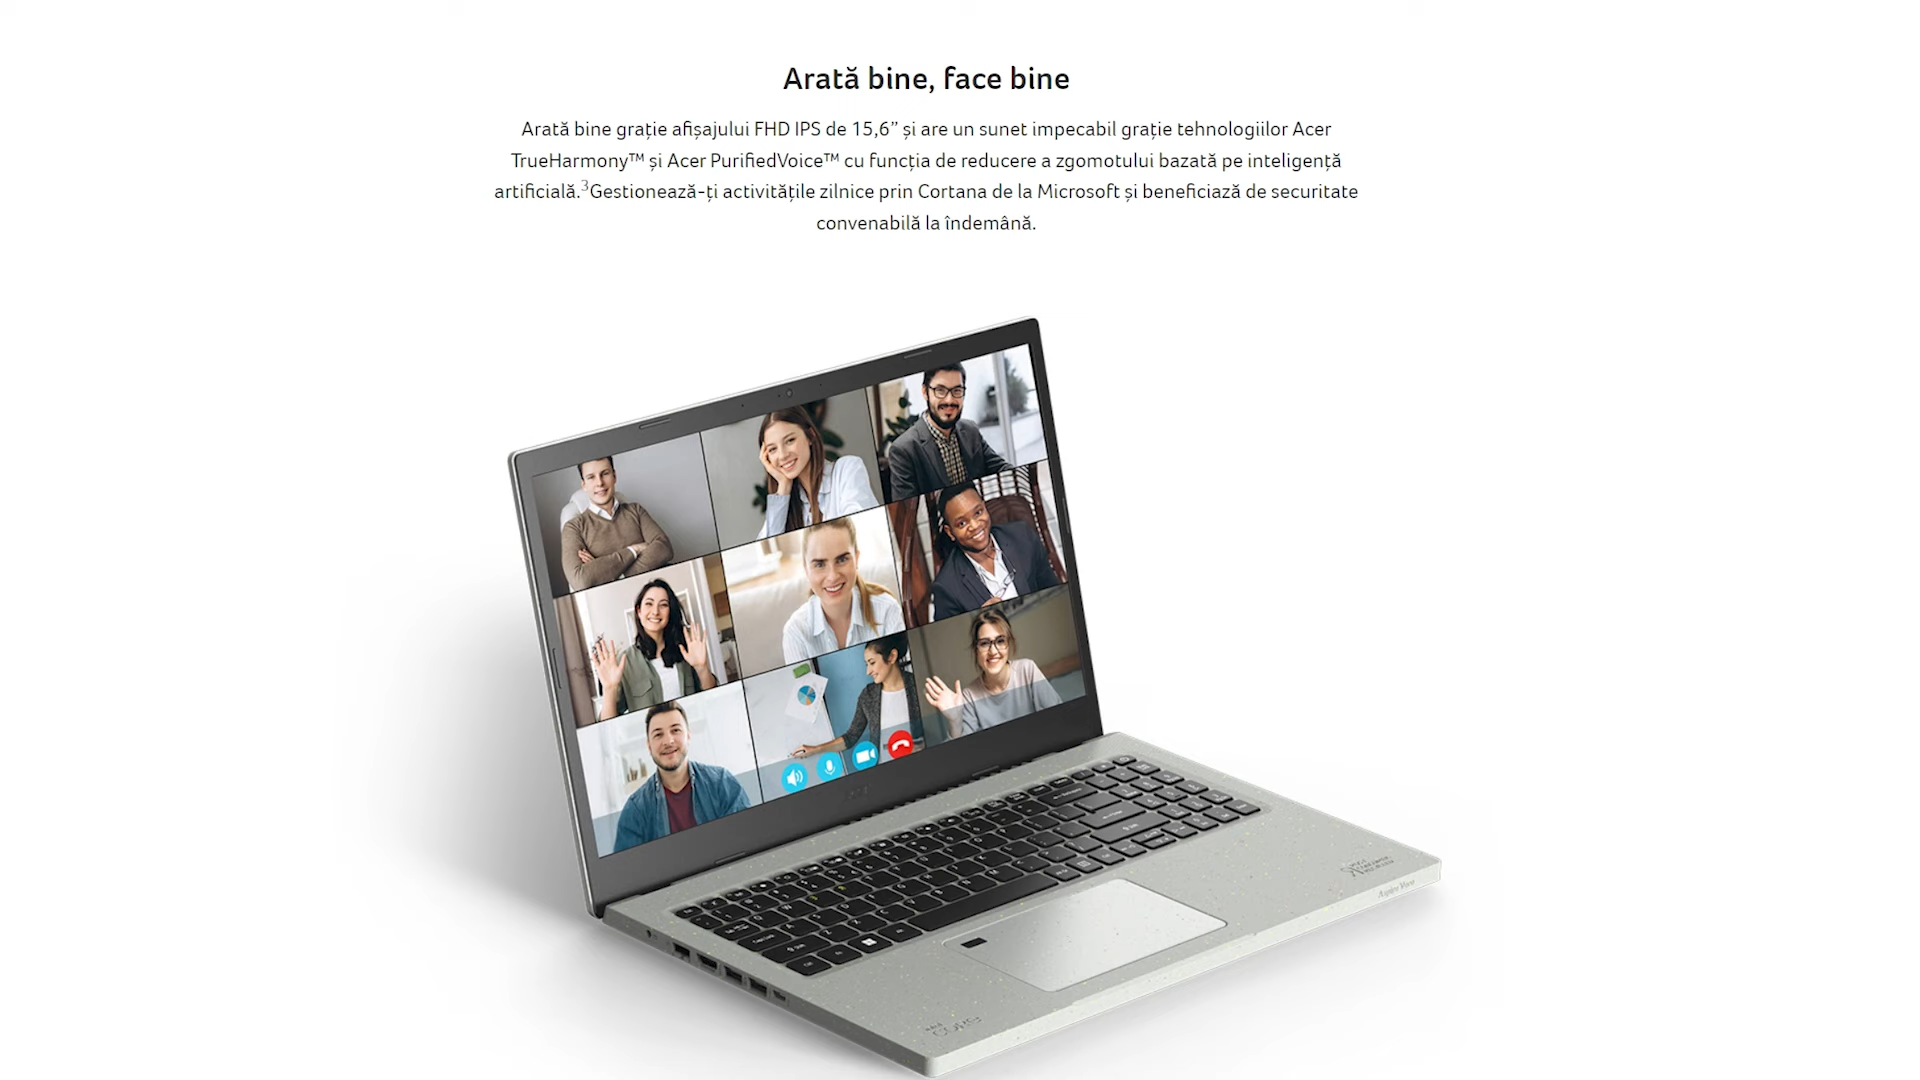 Arată bine, face bine
Arată bine grație afișajului FHD IPS de 15,6” și are un sunet impecabil grație tehnologiilor Acer
TrueHarmony™ și Acer PurifiedVoice™ cu funcția de reducere a zgomotului bazată pe inteligență
artificială.³Gestionează-ți activitățile zilnice prin Cortana de la Microsoft și beneficiază de securitate
convenabilă la îndemână.
Aspire Vero